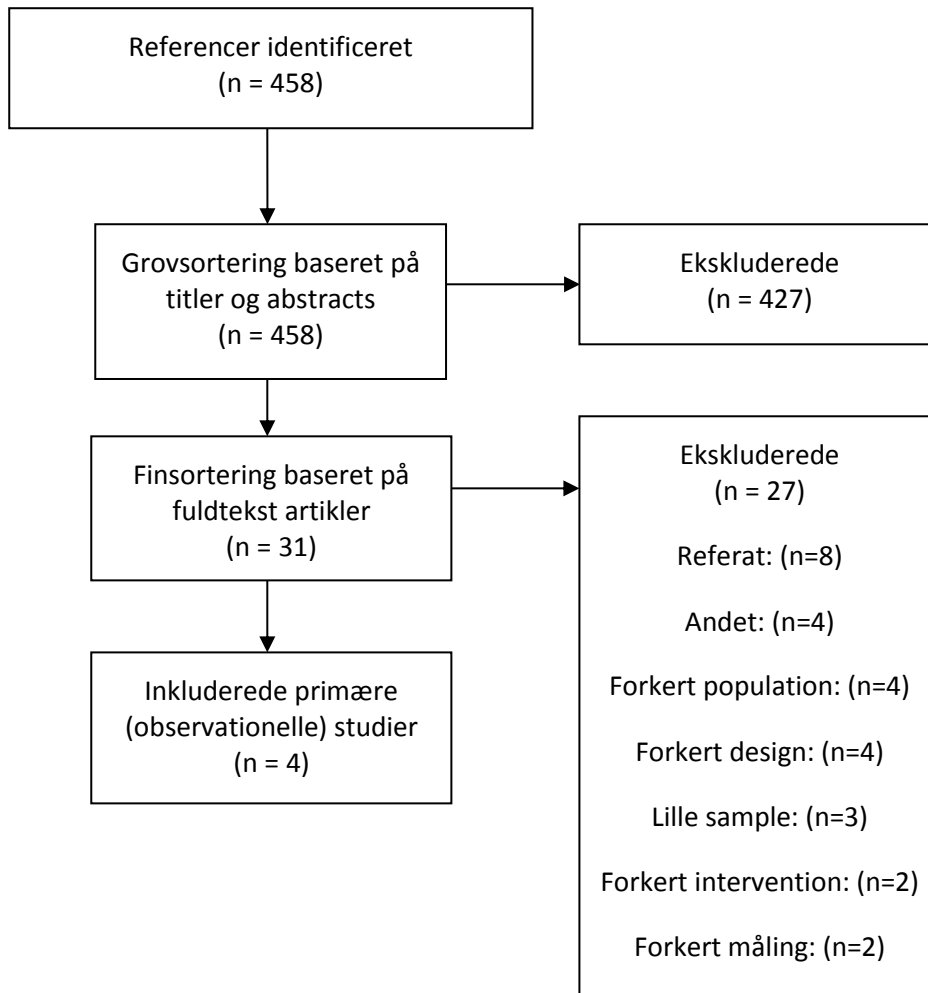 Referencer identificeret
(n = 458)
Grovsortering baseret på
titler og abstracts
(n = 458)
Ekskluderede
(n = 427)
Finsortering baseret på
fuldtekst artikler
(n = 31)
Ekskluderede
(n = 27)
Referat: (n=8)
Andet: (n=4)
Forkert population: (n=4)
Forkert design: (n=4)
Lille sample: (n=3)
Forkert intervention: (n=2)
Forkert måling: (n=2)
Inkluderede primære
(observationelle) studier
(n = 4)